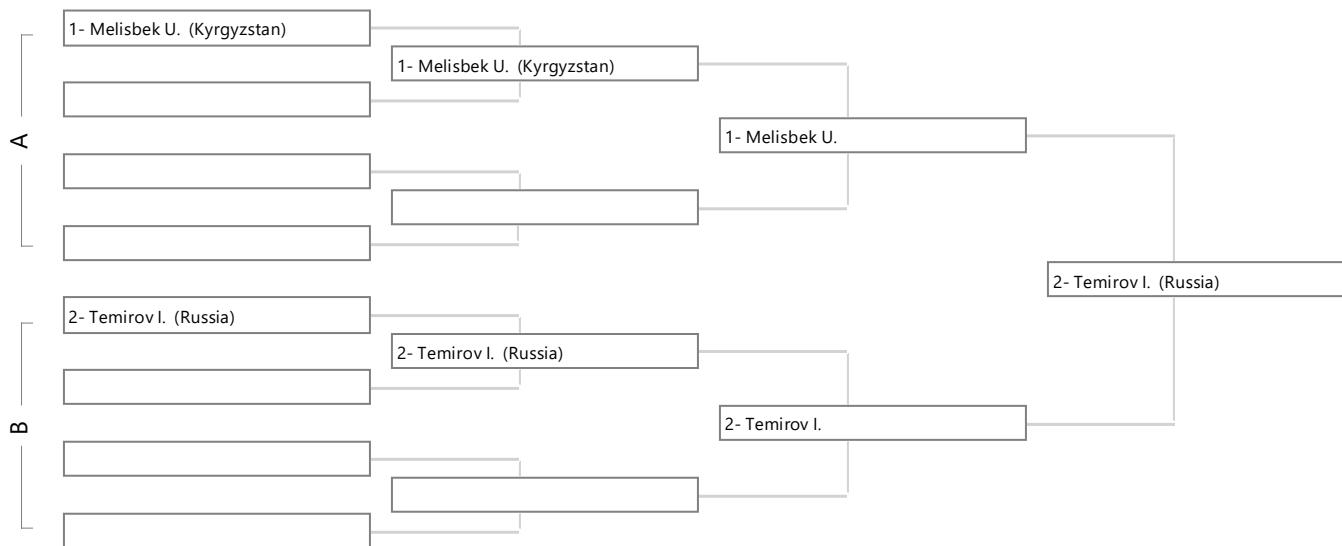 1- Melisbek U. (Kyrgyzstan)
1- Melisbek U. (Kyrgyzstan)
A
1- Melisbek U.
2- Temirov I. (Russia)
2- Temirov I. (Russia)
2- Temirov I. (Russia)
B
2- Temirov I.